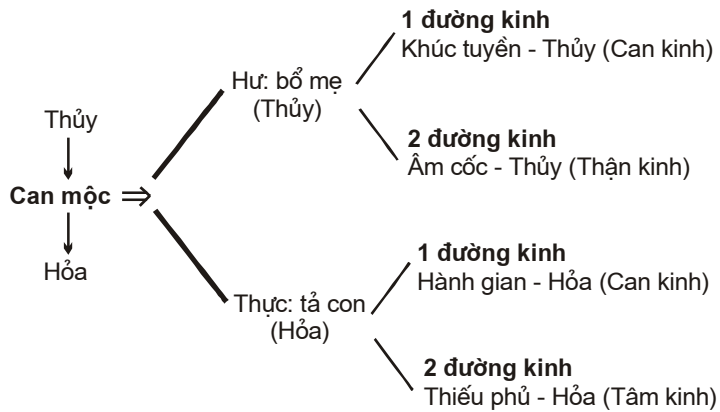 Thủy
Can mộc
Hỏa
Hư: bổ mẹ
(Thủy)
1 đường kinh
Khúc tuyền - Thủy (Can kinh)
2 đường kinh
Âm cốc - Thủy (Thận kinh)
Thực: tả con
(Hỏa)
1 đường kinh
Hành gian - Hỏa (Can kinh)
2 đường kinh
Thiếu phủ - Hỏa (Tâm kinh)